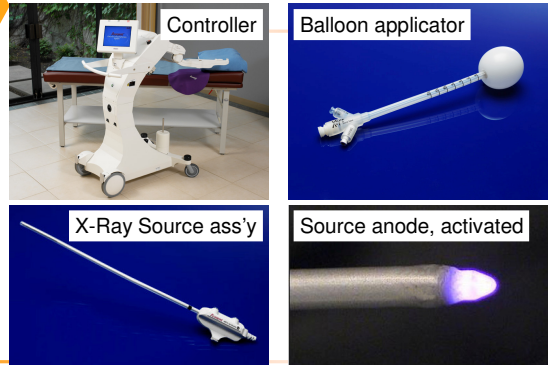 Controller
Balloon applicator
X-Ray Source ass'y
Source anode, activated